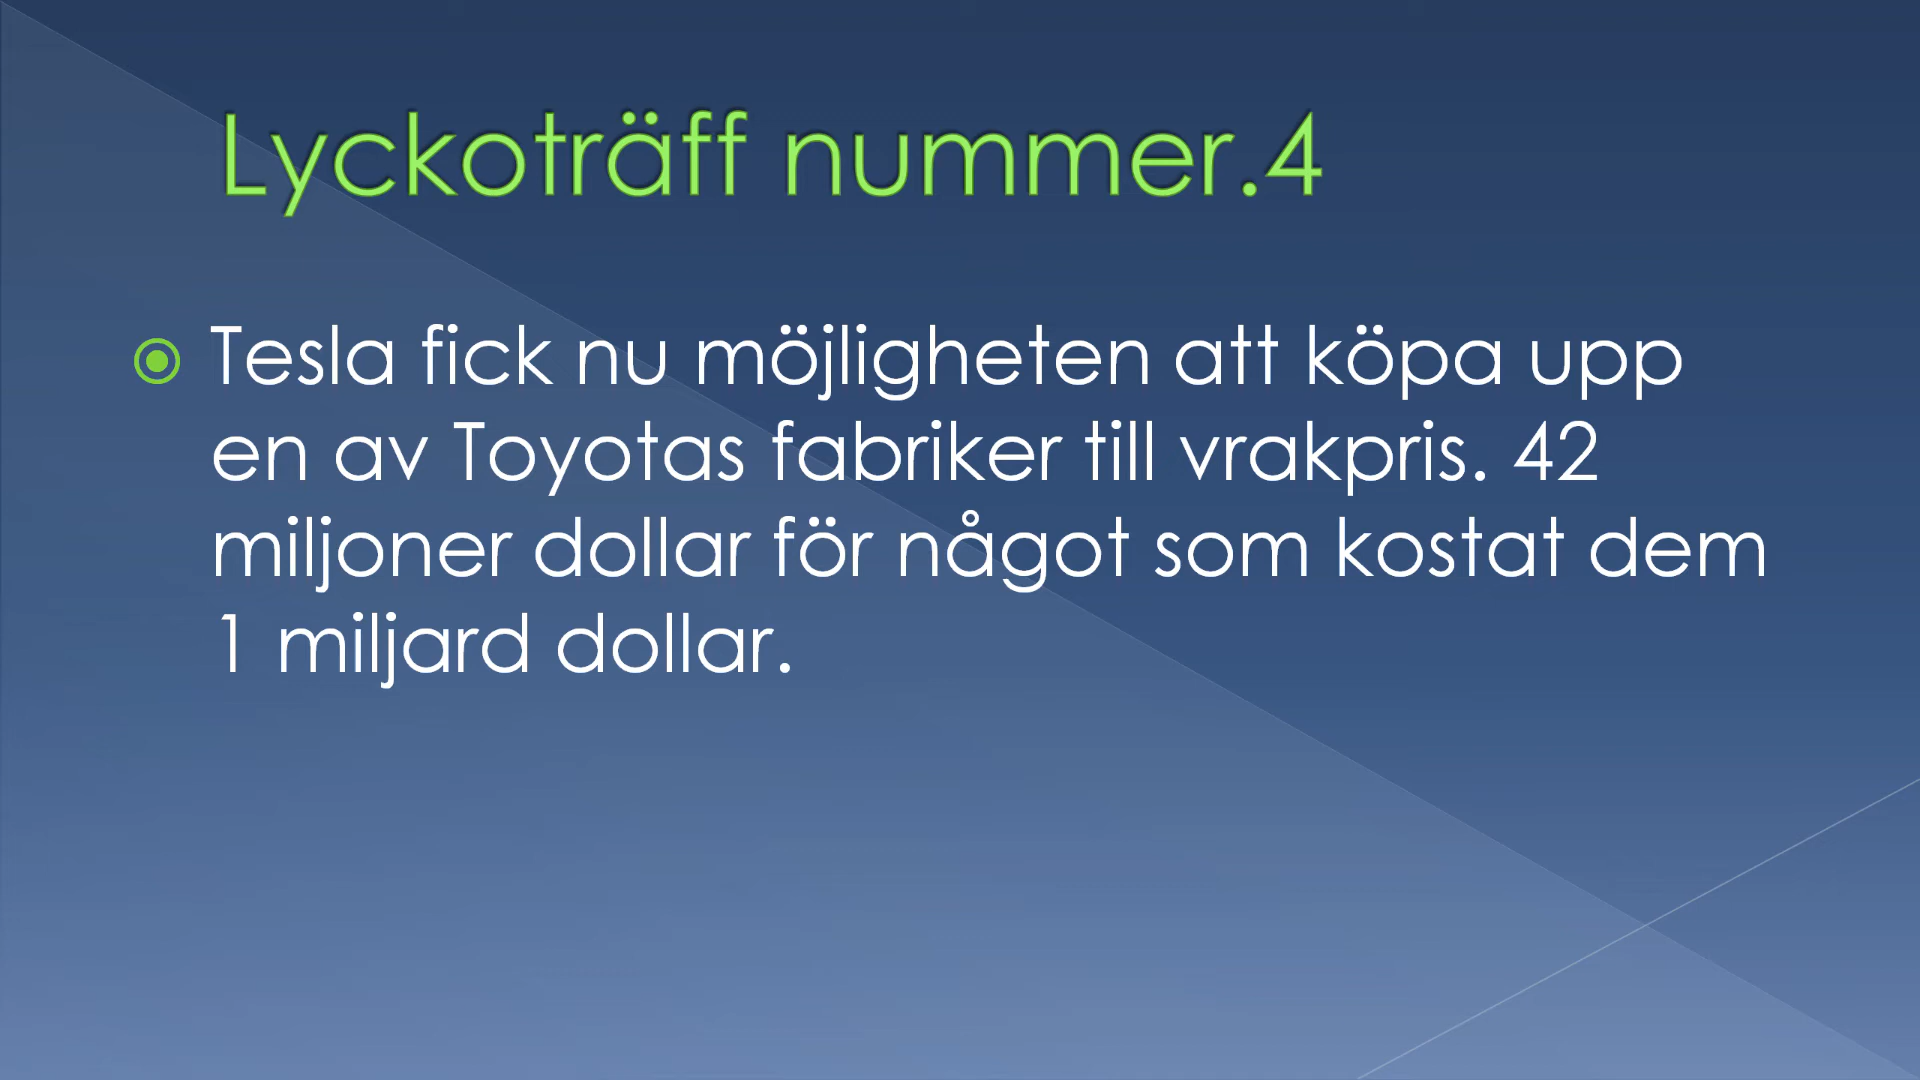 Lyckoträff nummer.4
Tesla fick nu möjligheten att köpa upp
en av Toyotas fabriker till vrakpris. 42
miljoner dollar för något som kostat dem
1 miljard dollar.